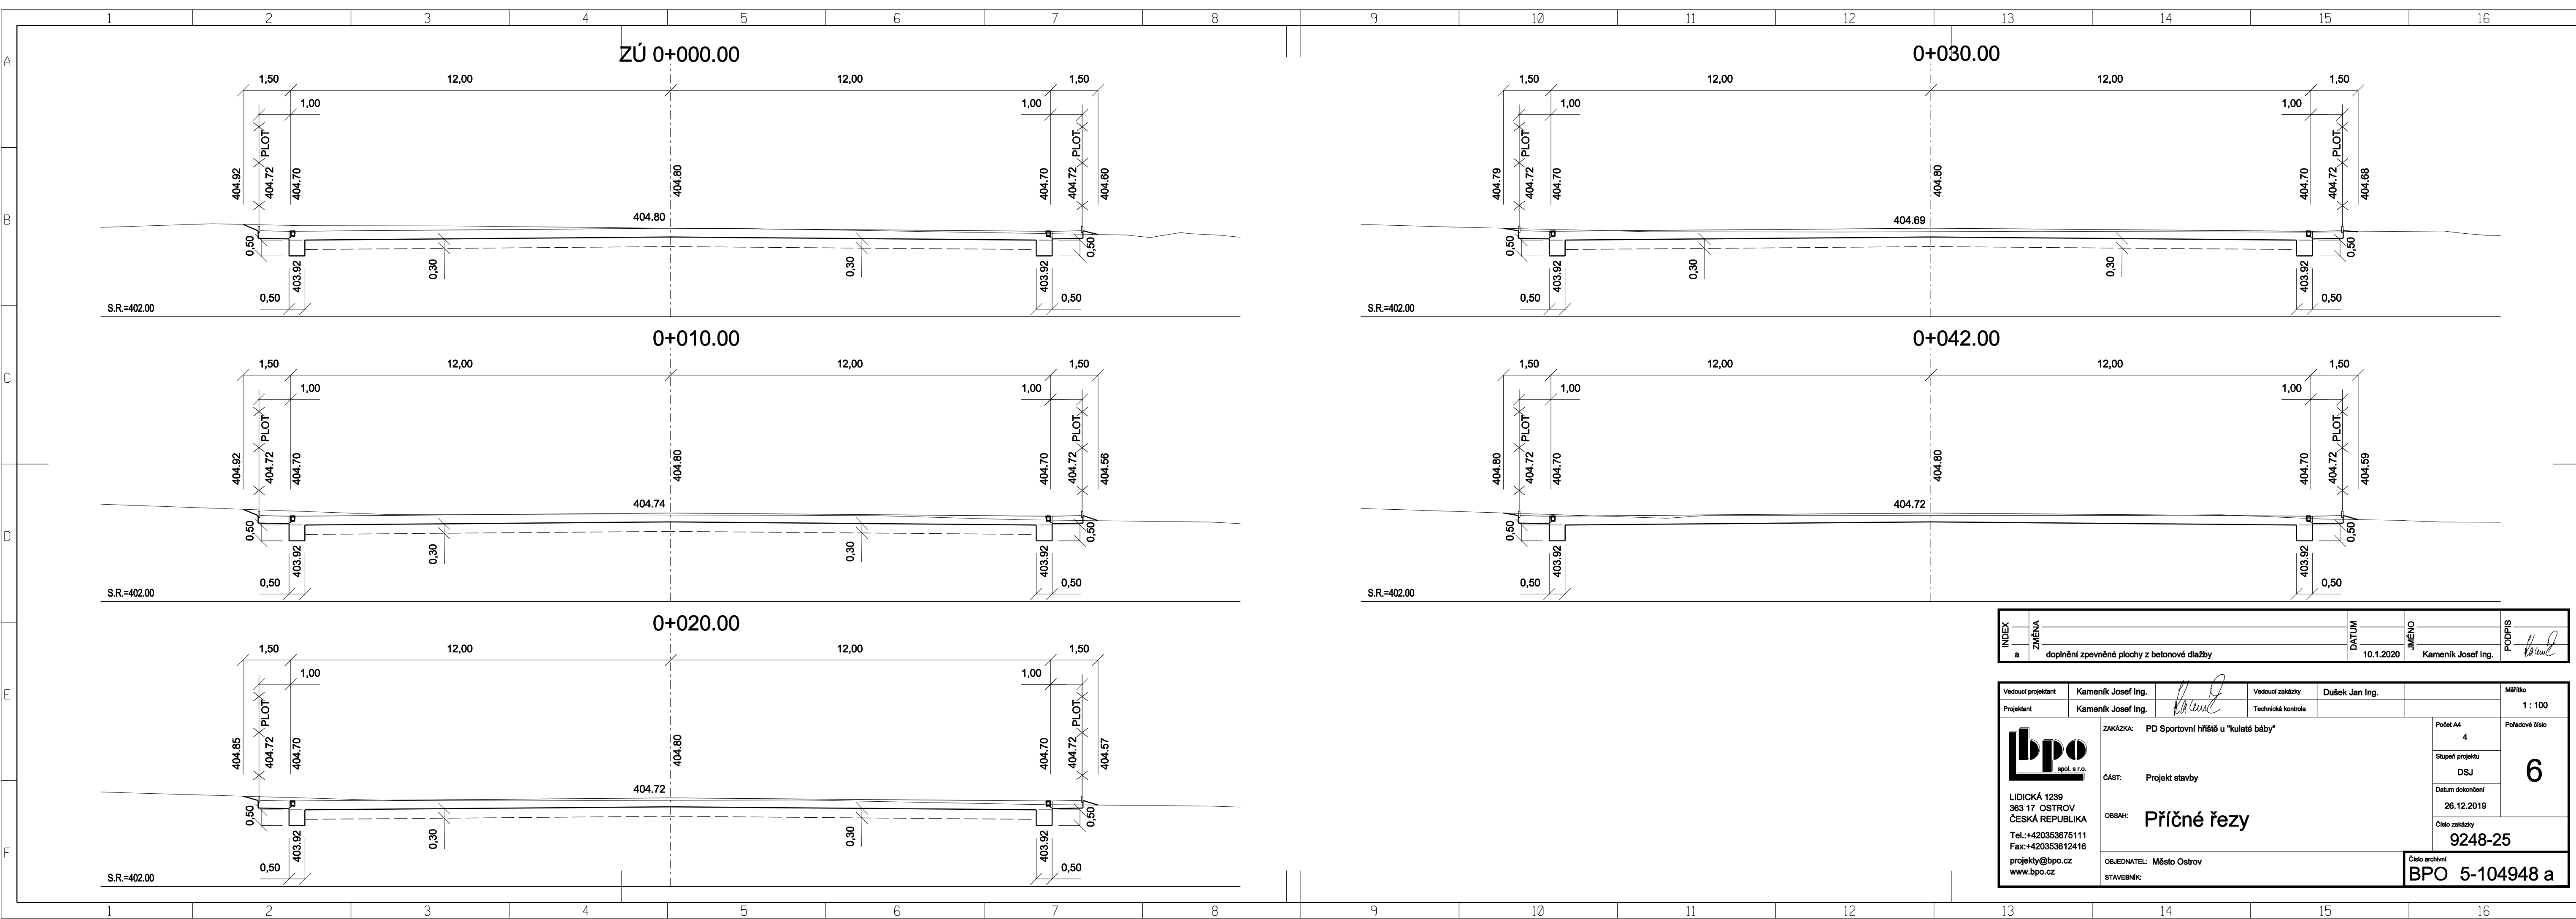 1 2 3 4 5 6 7 8 9 10 11 12 13 14 15 16
A
B
C
D
E
F
ZÚ 0+000.00
1,50 12,00 12,00 1,50
1,00 1,00
PLOT PLOT
404.92 404.72 404.70 404.80 404.70 404.72 404.60
404.80
0,50 0,30 0,30 0,50
403.92 403.92
0,50 0,50
S.R.=402.00
0+010.00
1,50 12,00 12,00 1,50
1,00 1,00
PLOT PLOT
404.92 404.72 404.70 404.80 404.70 404.72 404.56
404.74
0,50 0,30 0,30 0,50
403.92 403.92
0,50 0,50
S.R.=402.00
0+020.00
1,50 12,00 12,00 1,50
1,00 1,00
PLOT PLOT
404.85 404.72 404.70 404.80 404.70 404.72 404.57
404.72
0,50 0,30 0,30 0,50
403.92 403.92
0,50 0,50
S.R.=402.00
0+030.00
1,50 12,00 12,00 1,50
1,00 1,00
PLOT PLOT
404.79 404.72 404.70 404.80 404.70 404.72 404.68
404.69
0,50 0,30 0,30 0,50
403.92 403.92
0,50 0,50
S.R.=402.00
0+042.00
1,50 12,00 12,00 1,50
1,00 1,00
PLOT PLOT
404.80 404.72 404.70 404.80 404.70 404.72 404.59
404.72
0,50 0,50
403.92 403.92
0,50 0,50
S.R.=402.00
INDEX ZMĚNA DATUM JMÉNO PODPIS
a doplnění zpevněné plochy z betonové dlažby 10.1.2020 Kameník Josef Ing.
Vedoucí projektant Kameník Josef Ing. Vedoucí zakázky Dušek Jan Ing. Měřítko
Projektant Kameník Josef Ing. Technická kontrola 1 : 100
bpo
spol. s r.o.
LIDICKÁ 1239
363 17 OSTROV
ČESKÁ REPUBLIKA
Tel.:+420353675111
Fax:+420353612416
projekty@bpo.cz
www.bpo.cz
ZAKÁZKA: PD Sportovní hřiště u "kulaté báby"
ČÁST: Projekt stavby
OBSAH: Příčné řezy
OBJEDNATEL: Město Ostrov
STAVEBNÍK:
Počet A4
4
Stupeň projektu
DSJ
Datum dokončení
26.12.2019
Pořadové číslo
6
Číslo zakázky
9248-25
Číslo archivní
BPO 5-104948 a
1 2 3 4 5 6 7 8 9 10 11 12 13 14 15 16